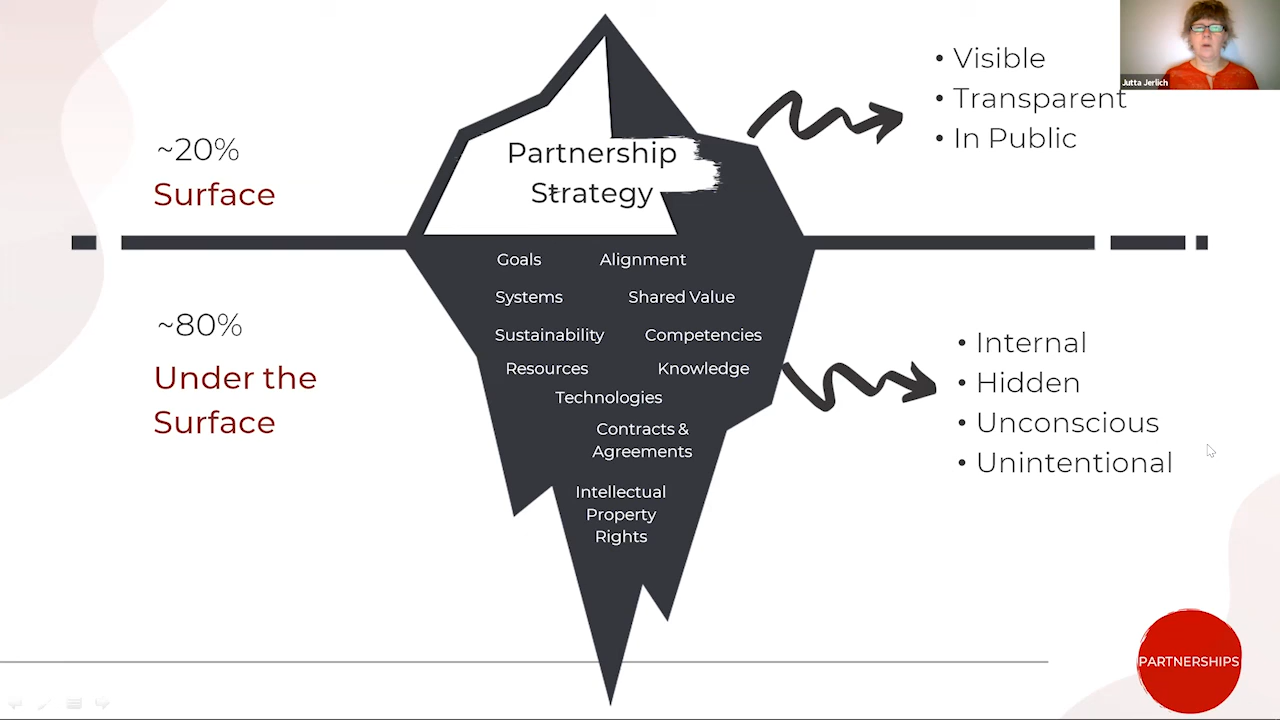 Jutta Jerlich
• Visible
• Transparent
• In Public
~20%
Surface
Partnership
Strategy
Goals Alignment
Systems Shared Value
Sustainability Competencies
Resources Knowledge
Technologies
Contracts &
Agreements
Intellectual
Property
Rights
~80%
Under the
Surface
• Internal
• Hidden
• Unconscious
• Unintentional
PARTNERSHIPS